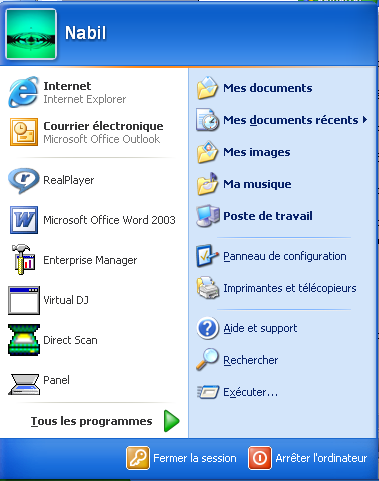 Nabil
Internet
Internet Explorer
Courrier électronique
Microsoft Office Outlook
RealPlayer
Microsoft Office Word 2003
Enterprise Manager
Virtual DJ
Direct Scan
Panel
Tous les programmes
Mes documents
Mes documents récents
Mes images
Ma musique
Poste de travail
Panneau de configuration
Imprimantes et télécopieurs
Aide et support
Rechercher
Exécuter...
Fermer la session
Arrêter l'ordinateur